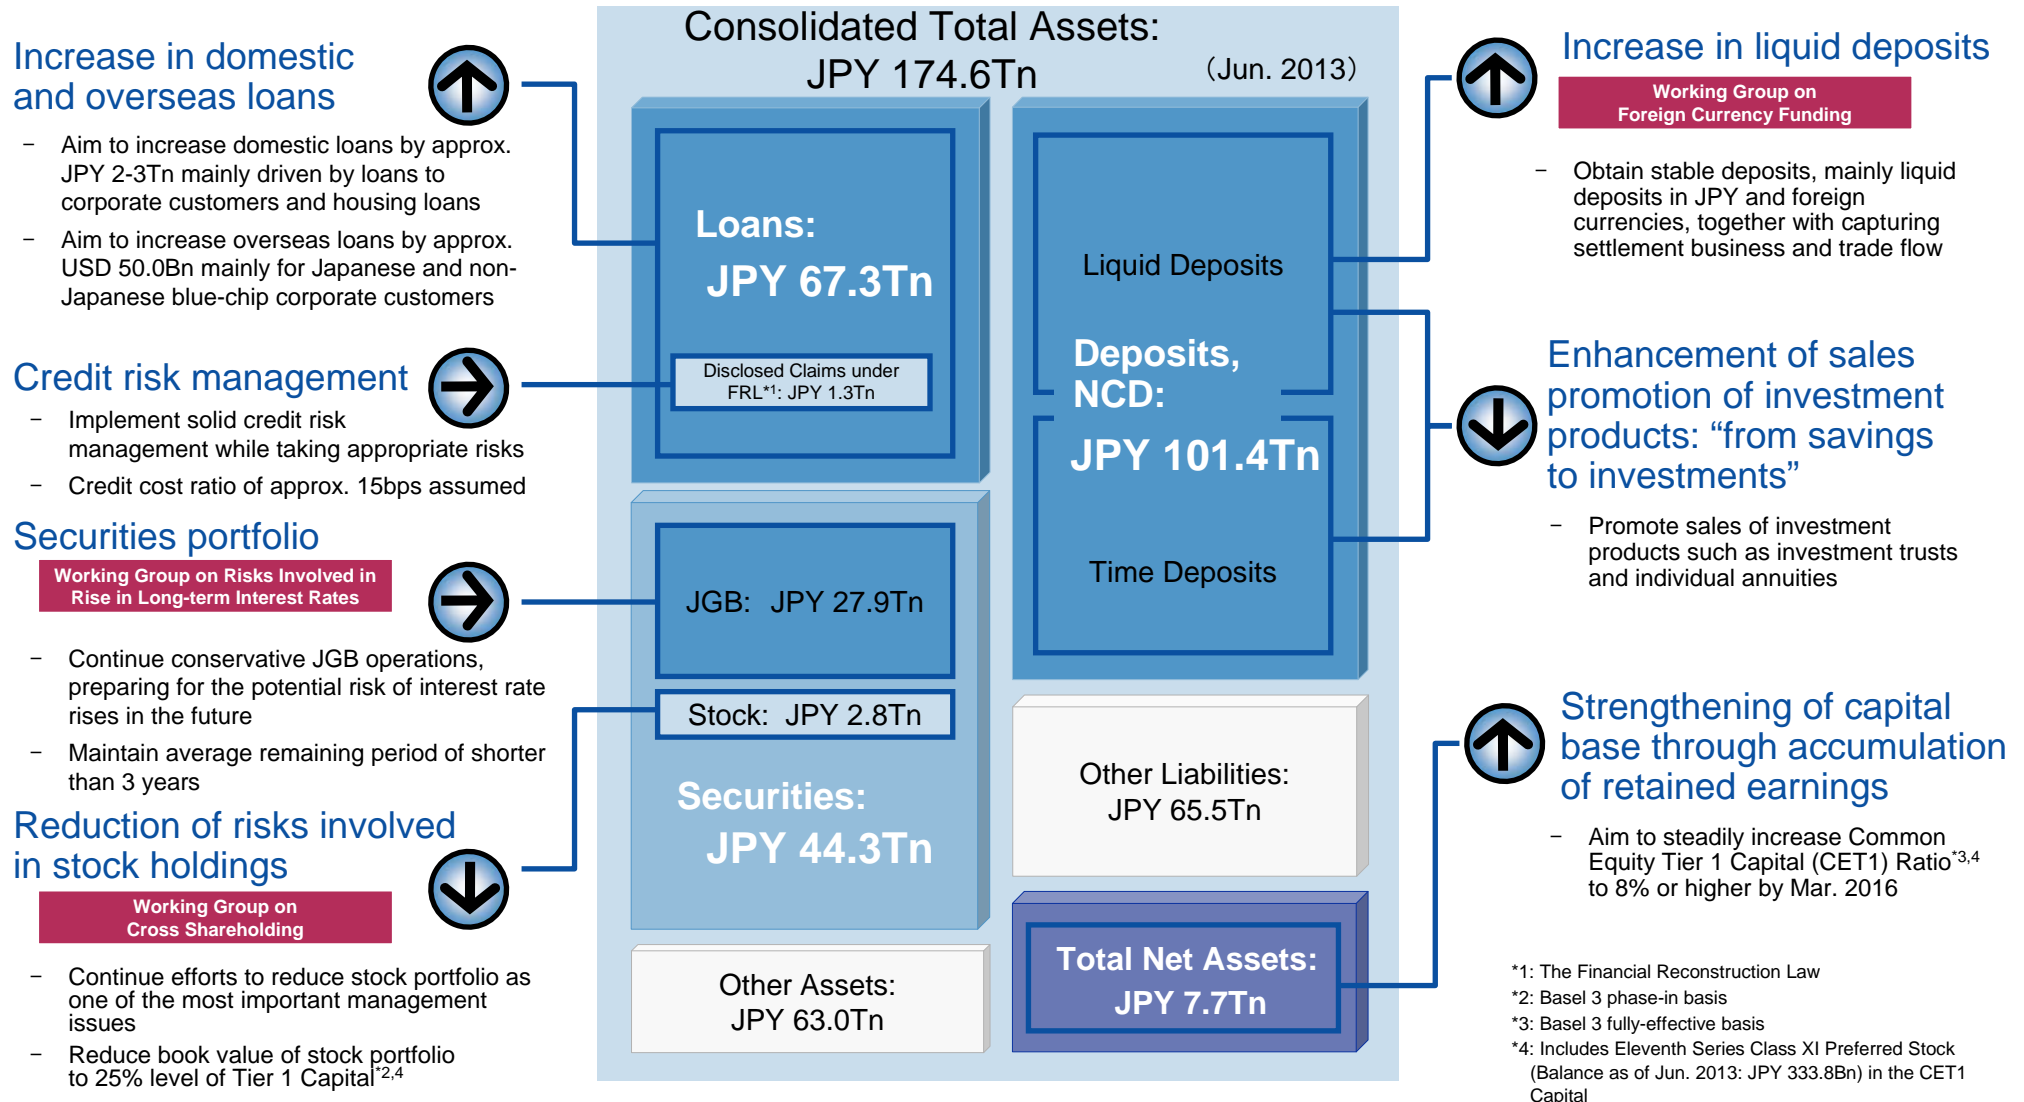 Consolidated Total Assets:
JPY 174.6Tn
（Jun. 2013）
Increase in domestic
and overseas loans
− Aim to increase domestic loans by approx.
JPY 2-3Tn mainly driven by loans to
corporate customers and housing loans
− Aim to increase overseas loans by approx.
USD 50.0Bn mainly for Japanese and non-
Japanese blue-chip corporate customers
Credit risk management
− Implement solid credit risk
management while taking appropriate risks
− Credit cost ratio of approx. 15bps assumed
Securities portfolio
Working Group on Risks Involved in
Rise in Long-term Interest Rates
− Continue conservative JGB operations,
preparing for the potential risk of interest rate
rises in the future
− Maintain average remaining period of shorter
than 3 years
Reduction of risks involved
in stock holdings
Working Group on
Cross Shareholding
− Continue efforts to reduce stock portfolio as
one of the most important management
issues
− Reduce book value of stock portfolio
to 25% level of Tier 1 Capital*2,4
Loans:
JPY 67.3Tn
Disclosed Claims under
FRL*1: JPY 1.3Tn
JGB: JPY 27.9Tn
Stock: JPY 2.8Tn
Securities:
JPY 44.3Tn
Other Assets:
JPY 63.0Tn
Liquid Deposits
Deposits,
NCD:
JPY 101.4Tn
Time Deposits
Other Liabilities:
JPY 65.5Tn
Total Net Assets:
JPY 7.7Tn
Increase in liquid deposits
Working Group on
Foreign Currency Funding
− Obtain stable deposits, mainly liquid
deposits in JPY and foreign
currencies, together with capturing
settlement business and trade flow
Enhancement of sales
promotion of investment
products: “from savings
to investments”
− Promote sales of investment
products such as investment trusts
and individual annuities
Strengthening of capital
base through accumulation
of retained earnings
− Aim to steadily increase Common
Equity Tier 1 Capital (CET1) Ratio*3,4
to 8% or higher by Mar. 2016
*1: The Financial Reconstruction Law
*2: Basel 3 phase-in basis
*3: Basel 3 fully-effective basis
*4: Includes Eleventh Series Class XI Preferred Stock
(Balance as of Jun. 2013: JPY 333.8Bn) in the CET1
Capital